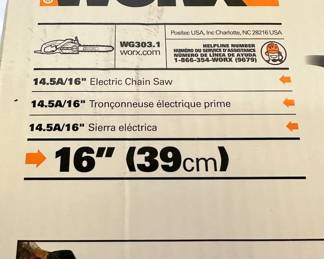 WORX
Positec USA, Inc Charlotte, NC 28216 USA
WG303.1
worx.com
HELPLINE NUMBER
NUMÉRO DU SERVICE D'ASSISTANCE
NÚMERO DE LÍNEA DE AYUDA
1-866-354-WORX (9679)
14.5A/16" Electric Chain Saw
14.5A/16" Tronçonneuse électrique prime
14.5A/16" Sierra eléctrica
16" (39cm)